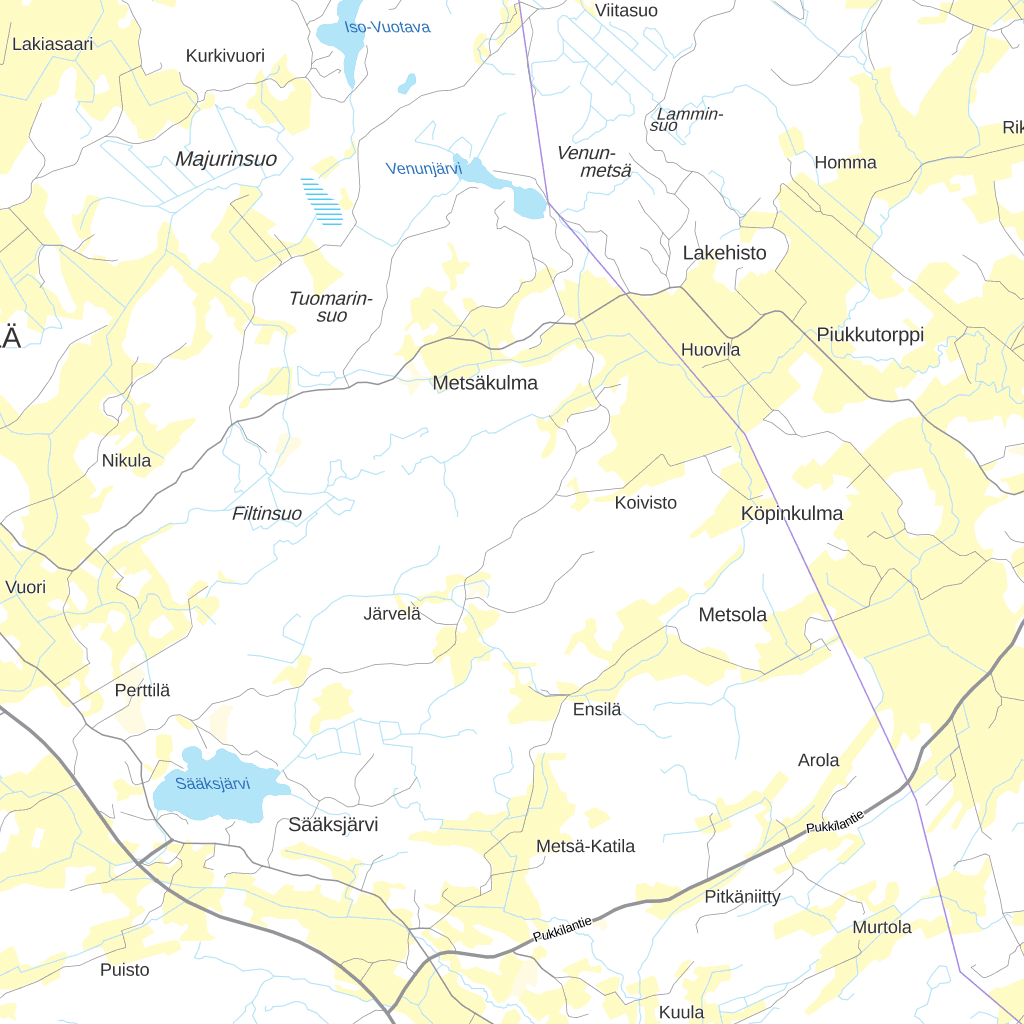 Viitasuo
Iso-Vuotava
Lakiasaari
Kurkivuori
Lammin-
suo
Rik
Majurinsuo
Venun-
metsä
Homma
Venunjärvi
Lakehisto
Tuomarin-
suo
LÄ
Piukkutorppi
Huovila
Metsäkulma
Nikula
Koivisto
Filtinsuo
Köpinkulma
Vuori
Järvelä
Metsola
Perttilä
Ensilä
Arola
Sääksjärvi
Sääksjärvi
Pukkilantie
Metsä-Katila
Pitkäniitty
Pukkilantie
Murtola
Puisto
Kuula